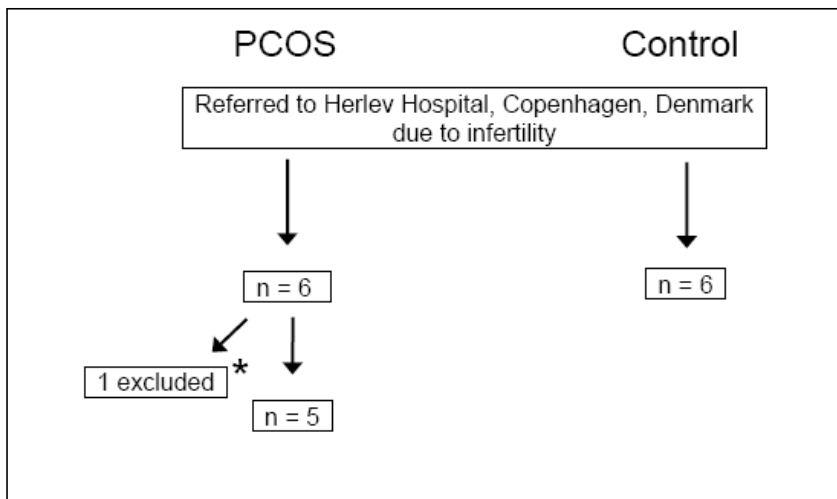 PCOS
Control
Referred to Herlev Hospital, Copenhagen, Denmark
due to infertility
n = 6
n = 6
1 excluded *
n = 5